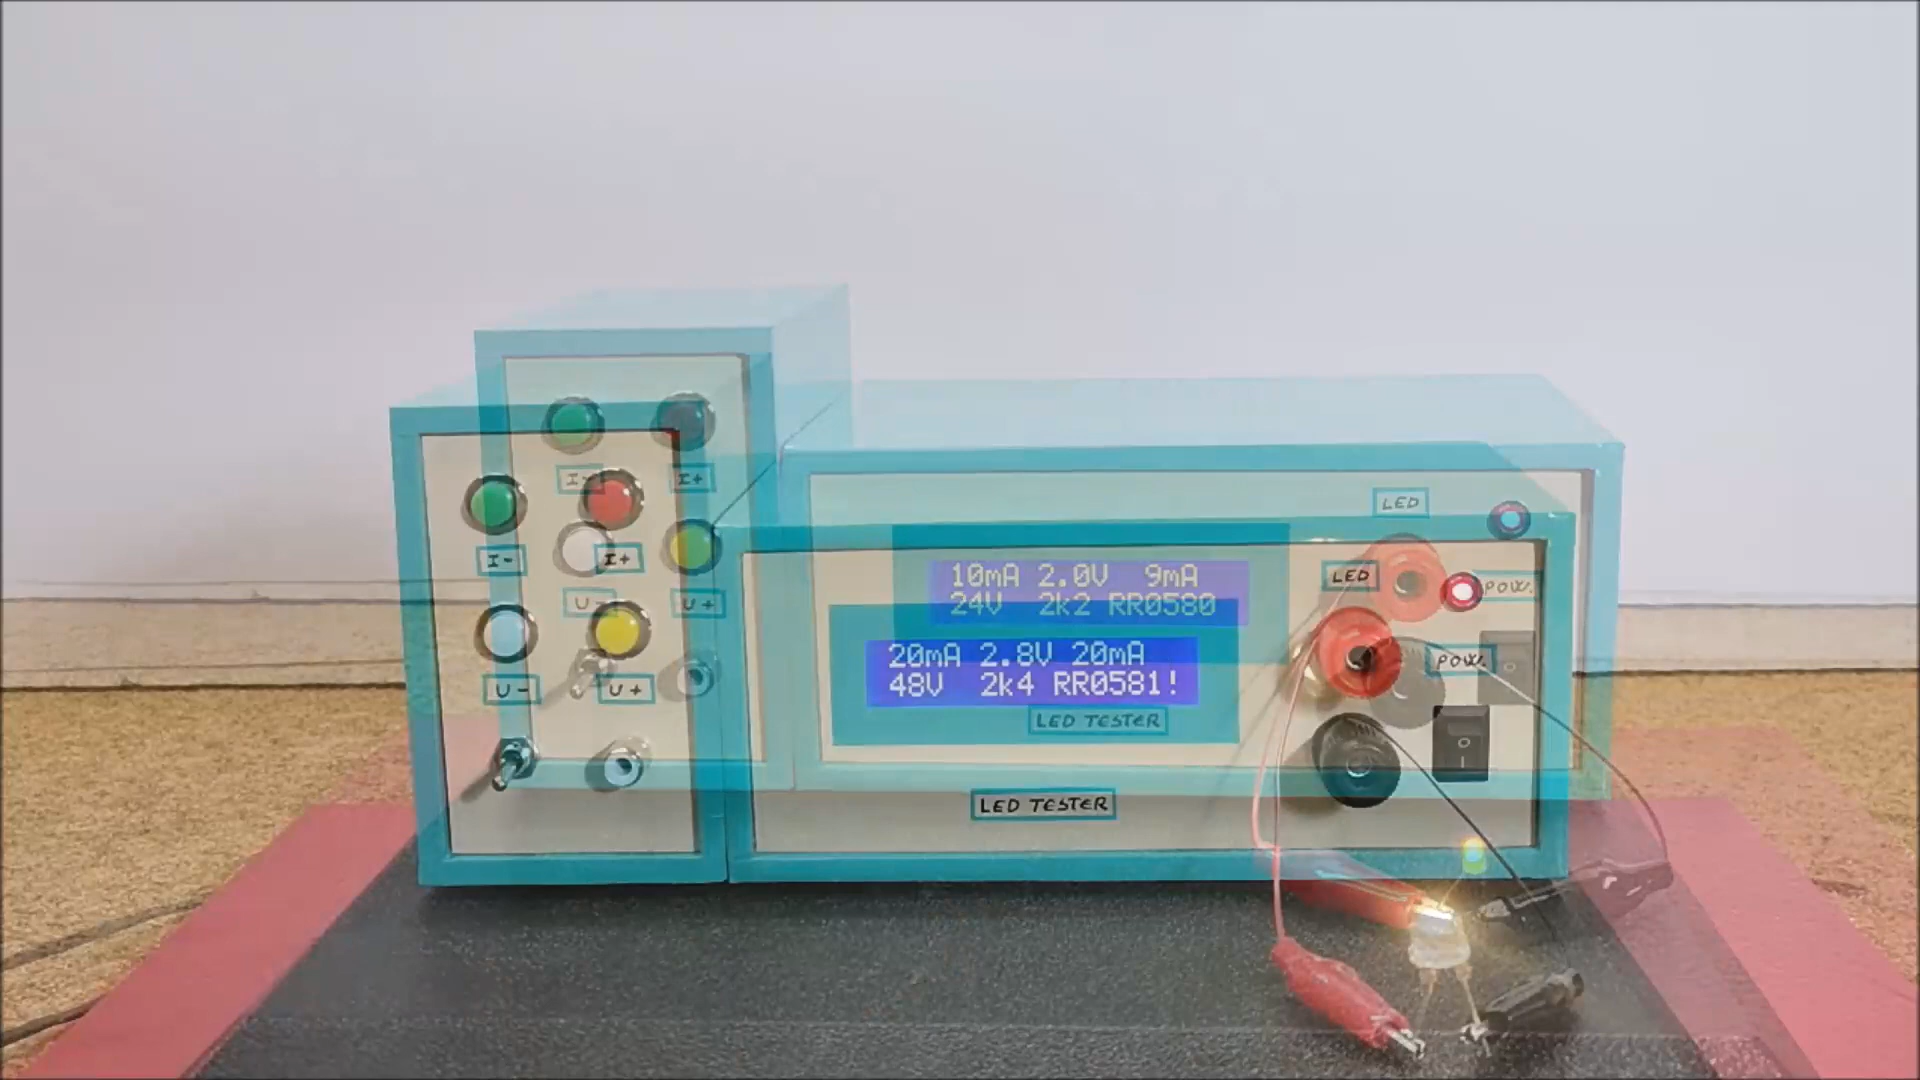 I- I+
I- I+
U- U+
U- U+
LED
LED
POW.
POW.
10mA 2.0V 9mA
24V 2k2 RR0580
20mA 2.8V 20mA
48V 2k4 RR0581!
LED TESTER
LED TESTER